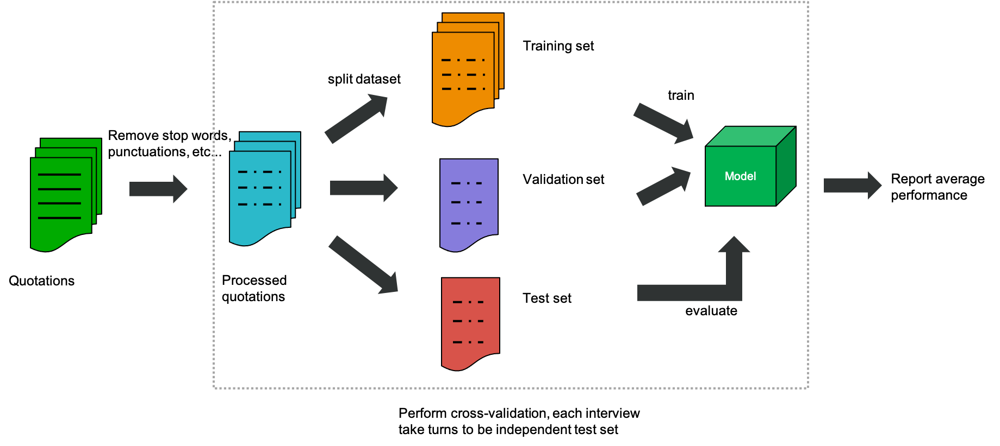 Training set
split dataset
train
Remove stop words,
punctuations, etc...
Model
Validation set
Report average
performance
Quotations
Processed
quotations
Test set
evaluate
Perform cross-validation, each interview
take turns to be independent test set